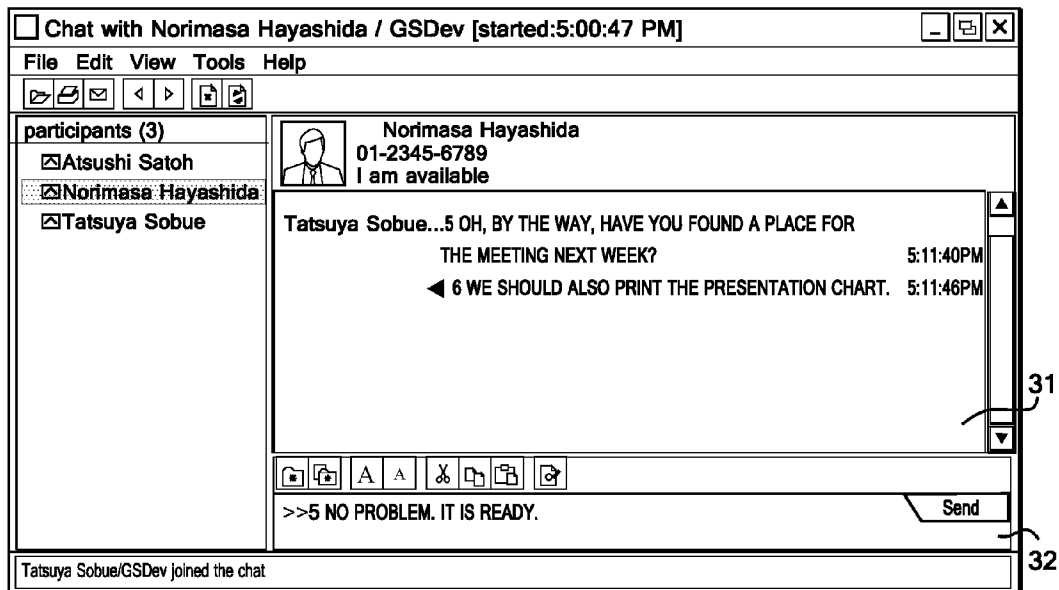 Chat with Norimasa Hayashida / GSDev [started:5:00:47 PM]
File Edit View Tools Help
participants (3)
Atsushi Satoh
Norimasa Hayashida
Tatsuya Sobue
Norimasa Hayashida
01-2345-6789
I am available
Tatsuya Sobue...5 OH, BY THE WAY, HAVE YOU FOUND A PLACE FOR
THE MEETING NEXT WEEK? 5:11:40PM
6 WE SHOULD ALSO PRINT THE PRESENTATION CHART. 5:11:46PM
31
A A
>>5 NO PROBLEM. IT IS READY. Send
32
Tatsuya Sobue/GSDev joined the chat